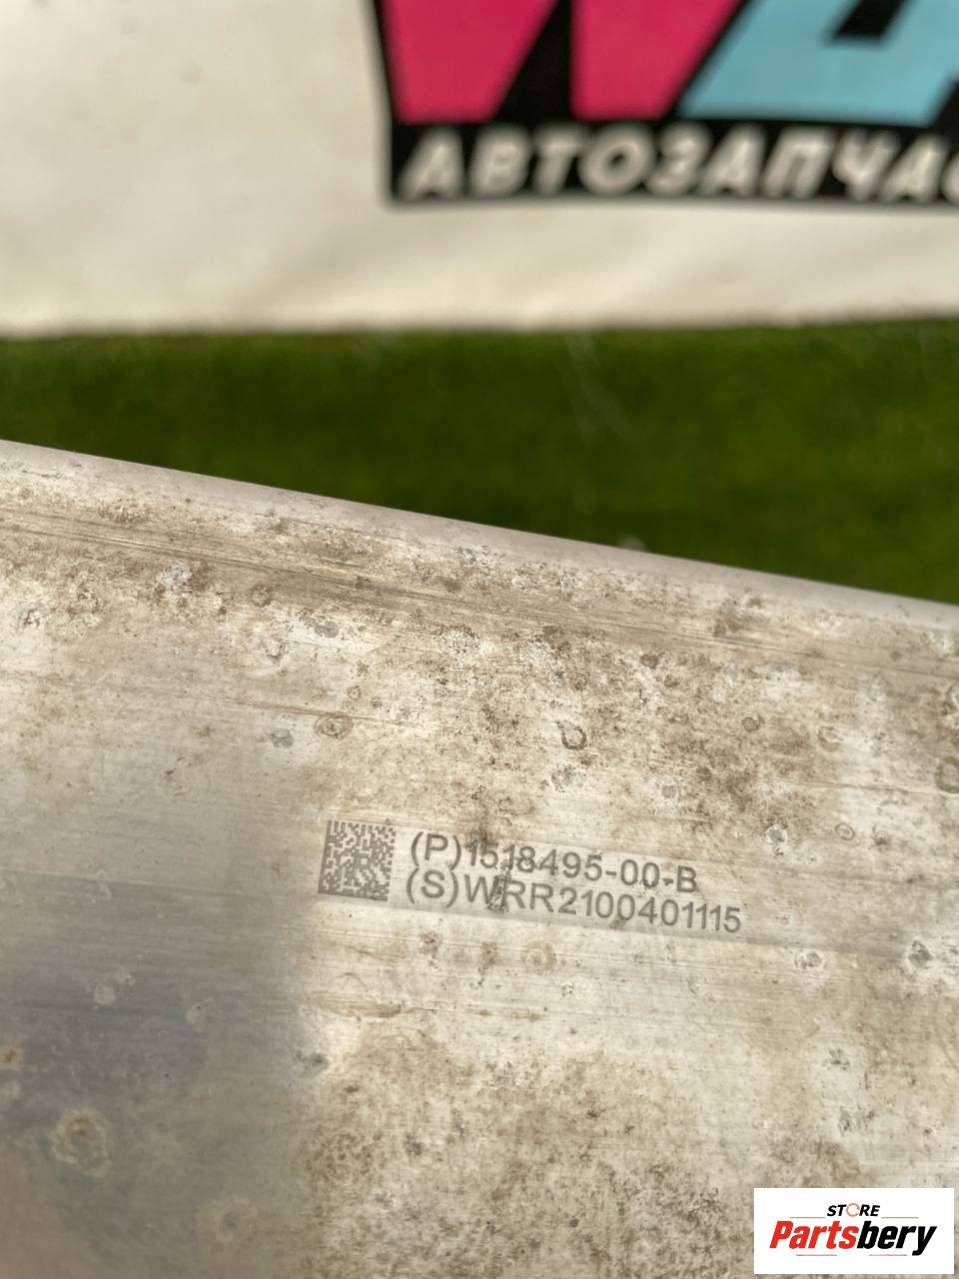 АВТОЗАПЧАС
(P)1518495-00-B
(S)WRR2100401115
STORE
Partsbery